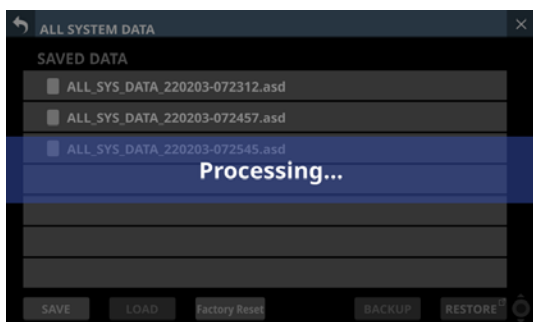 ALL SYSTEM DATA
SAVED DATA
ALL_SYS_DATA_220203-072312.asd
ALL_SYS_DATA_220203-072457.asd
ALL_SYS_DATA_220203-072545.asd
Processing...
SAVE LOAD Factory Reset BACKUP RESTORE